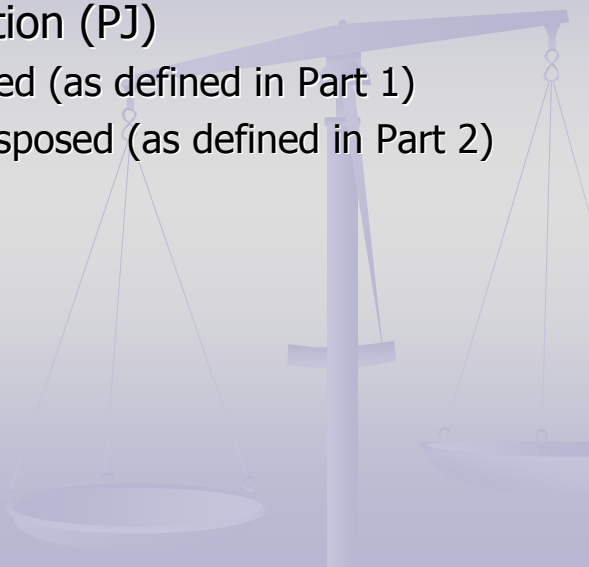 tion (PJ)
ed (as defined in Part 1)
sposed (as defined in Part 2)